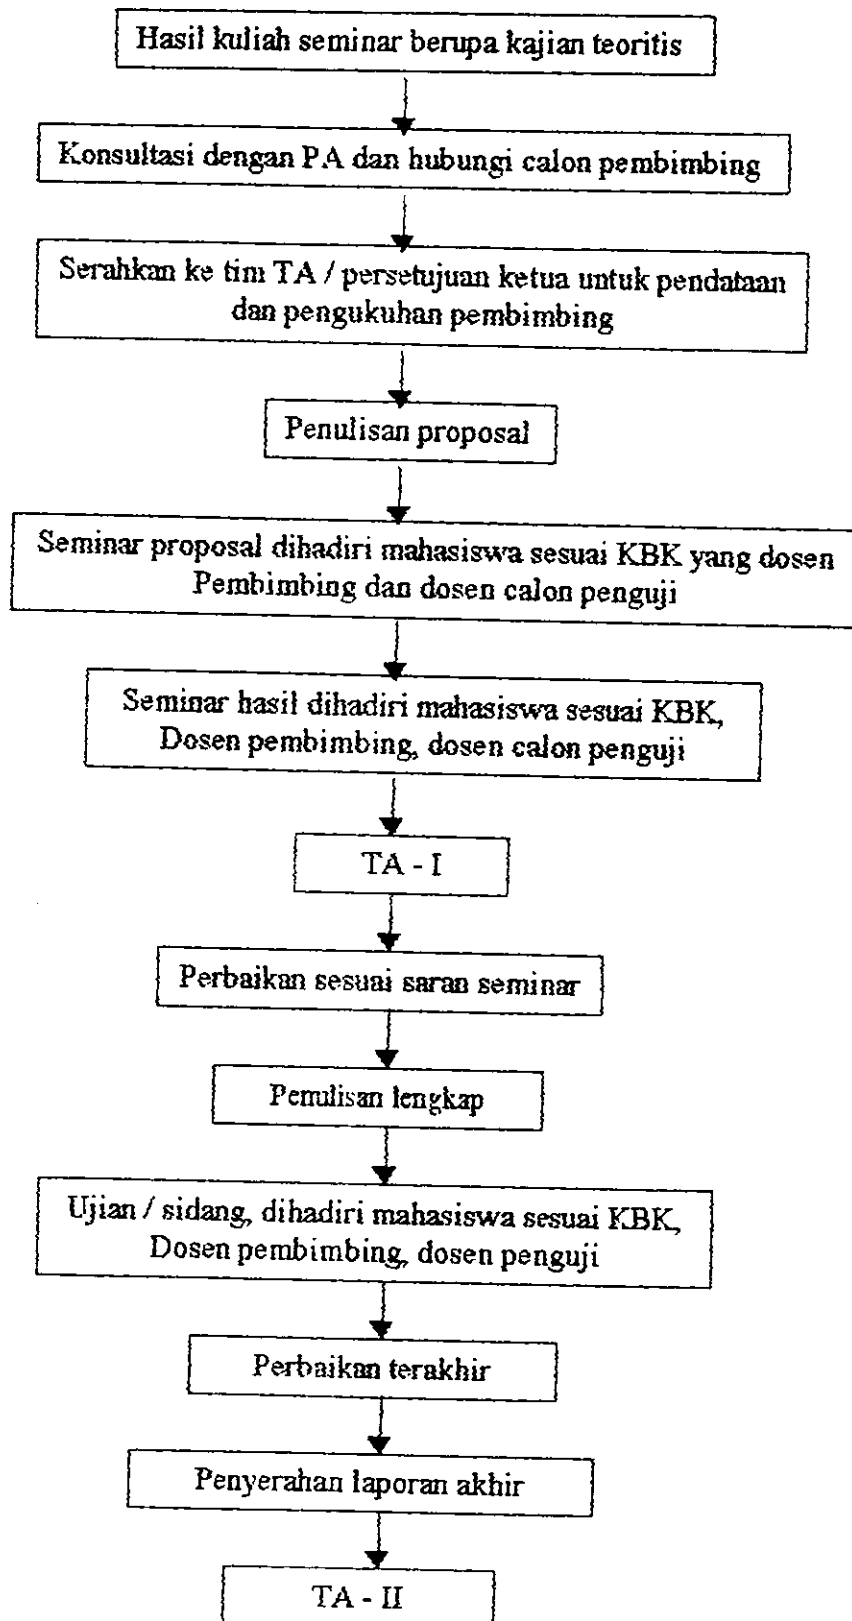 Hasil kuliah seminar berupa kajian teoritis
Konsultasi dengan PA dan hubungi calon pembimbing
Serahkan ke tim TA / persetujuan ketua untuk pendataan
dan pengukuhan pembimbing
Penulisan proposal
Seminar proposal dihadiri mahasiswa sesuai KBK yang dosen
Pembimbing dan dosen calon penguji
Seminar hasil dihadiri mahasiswa sesuai KBK,
Dosen pembimbing, dosen calon penguji
TA - I
Perbaikan sesuai saran seminar
Penulisan lengkap
Ujian / sidang, dihadiri mahasiswa sesuai KBK,
Dosen pembimbing, dosen penguji
Perbaikan terakhir
Penyerahan laporan akhir
TA - II